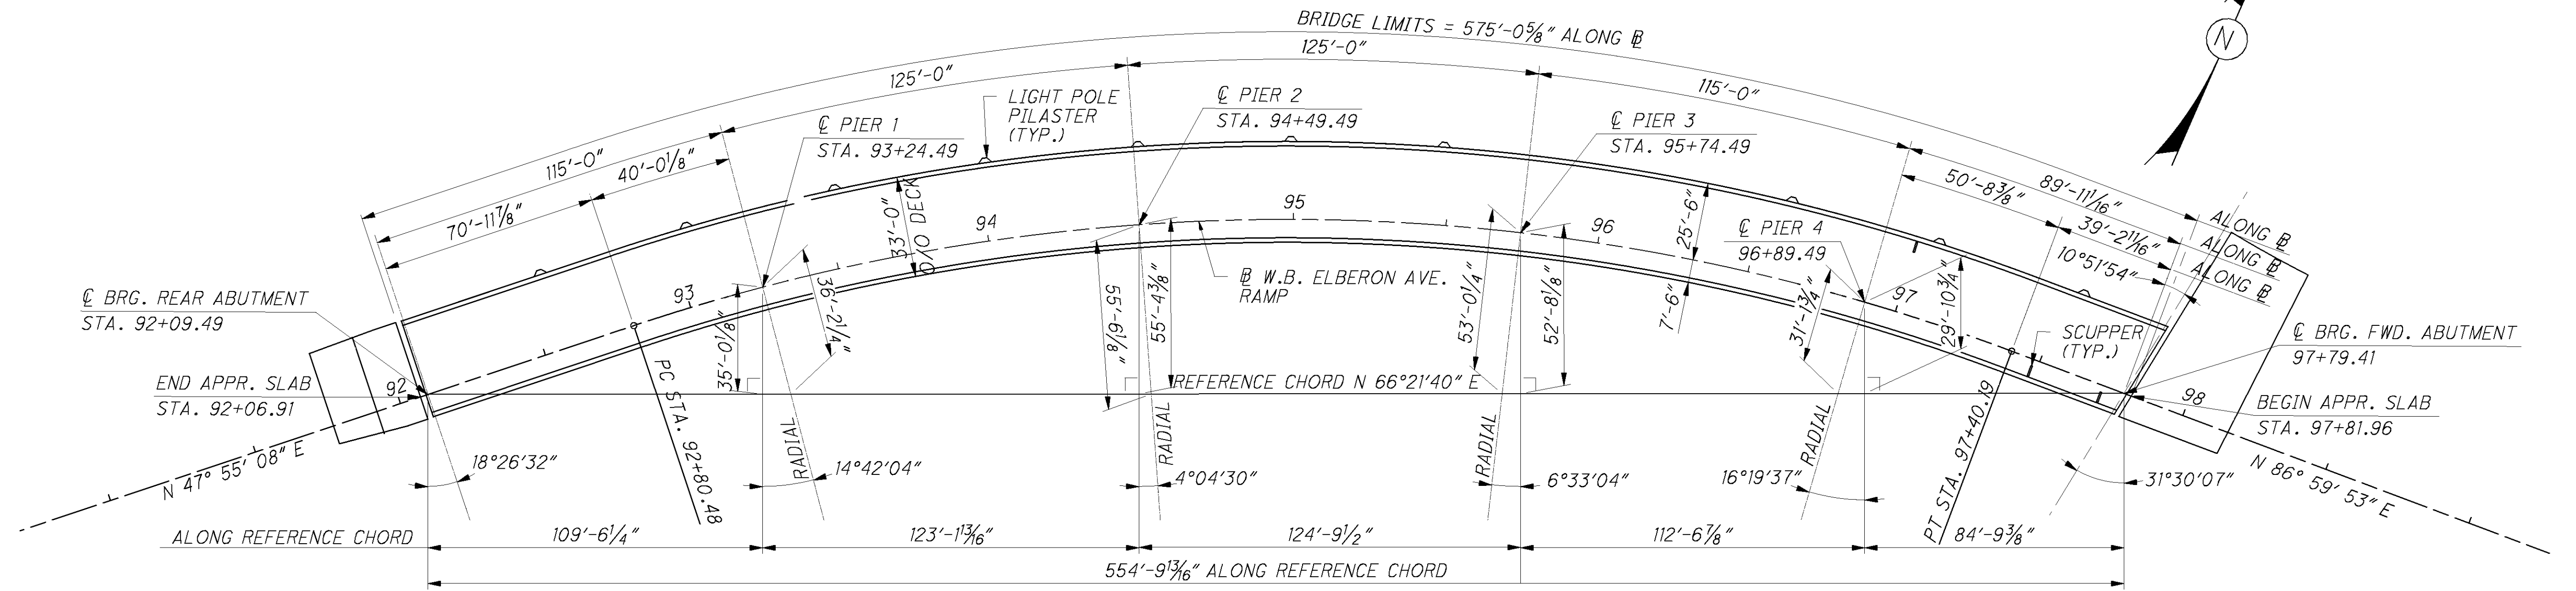 BRIDGE LIMITS = 575'-0⅝" ALONG ℄
125'-0"
125'-0"
115'-0"
115'-0"
40'-0⅛"
70'-11⅞"
50'-8⅜"
89'-11 1/16"
39'-2 11/16"
10°51'54"
ALONG ℄
ALONG ℄
ALONG ℄
N
LIGHT POLE
PILASTER
(TYP.)
℄ PIER 1
STA. 93+24.49
℄ PIER 2
STA. 94+49.49
℄ PIER 3
STA. 95+74.49
℄ PIER 4
96+89.49
33'-0"
O/O DECK
25'-6"
7'-6"
92
93
94
95
96
97
98
℄ W.B. ELBERON AVE.
RAMP
℄ BRG. REAR ABUTMENT
STA. 92+09.49
END APPR. SLAB
STA. 92+06.91
PC STA. 92+80.48
35'-0⅛"
36'-2¼"
55'-6⅛"
55'-4⅜"
53'-0¼"
52'-8⅛"
31'-1¾"
29'-10¾"
REFERENCE CHORD N 66°21'40" E
SCUPPER
(TYP.)
℄ BRG. FWD. ABUTMENT
97+79.41
BEGIN APPR. SLAB
STA. 97+81.96
PT STA. 97+40.19
RADIAL
RADIAL
RADIAL
RADIAL
N 47° 55' 08" E
18°26'32"
14°42'04"
4°04'30"
6°33'04"
16°19'37"
31°30'07"
N 86° 59' 53" E
ALONG REFERENCE CHORD
109'-6¼"
123'-1 13/16"
124'-9½"
112'-6⅞"
84'-9⅜"
554'-9 13/16" ALONG REFERENCE CHORD